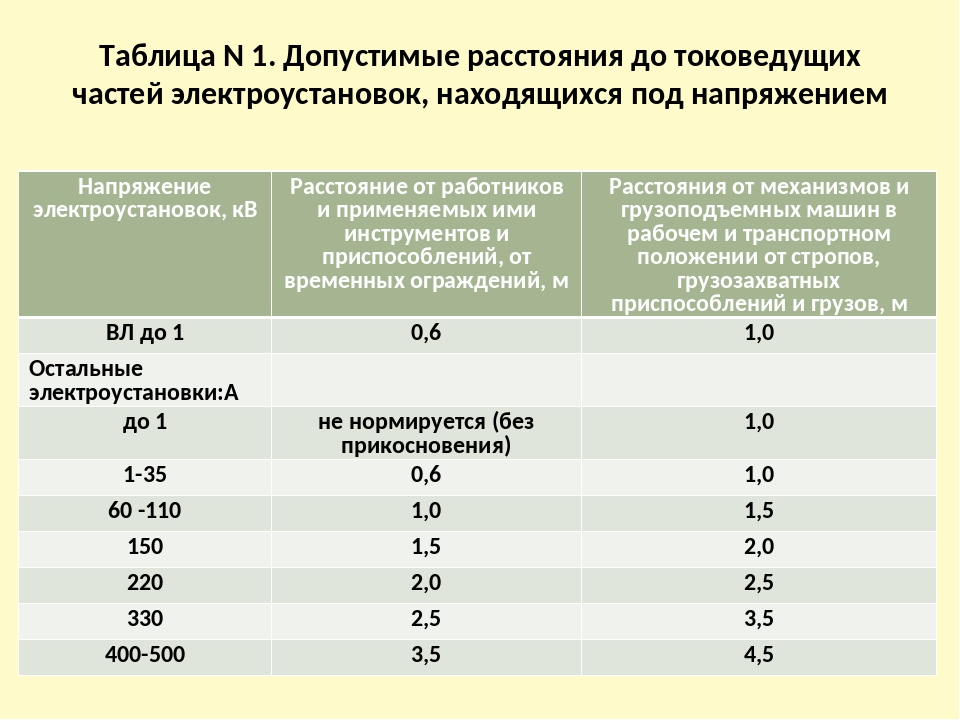 Таблица N 1. Допустимые расстояния до токоведущих
частей электроустановок, находящихся под напряжением
Напряжение
электроустановок, кВ
Расстояние от работников
и применяемых ими
инструментов и
приспособлений, от
временных ограждений, м
Расстояния от механизмов и
грузоподъемных машин в
рабочем и транспортном
положении от стропов,
грузозахватных
приспособлений и грузов, м
ВЛ до 1
0,6
1,0
Остальные
электроустановки:А
до 1
не нормируется (без
прикосновения)
1,0
1-35
0,6
1,0
60 -110
1,0
1,5
150
1,5
2,0
220
2,0
2,5
330
2,5
3,5
400-500
3,5
4,5